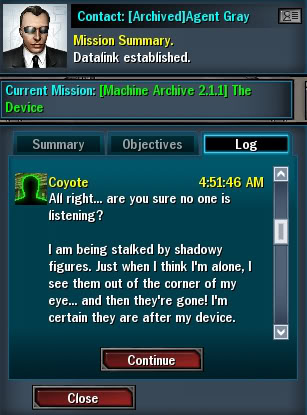 Contact: [Archived]Agent Gray
Mission Summary.
Datalink established.
Current Mission: [Machine Archive 2.1.1] The
Device
Summary Objectives Log
Coyote 4:51:46 AM
All right... are you sure no one is
listening?
I am being stalked by shadowy
figures. Just when I think I'm alone, I
see them out of the corner of my
eye... and then they're gone! I'm
certain they are after my device.
Continue
Close